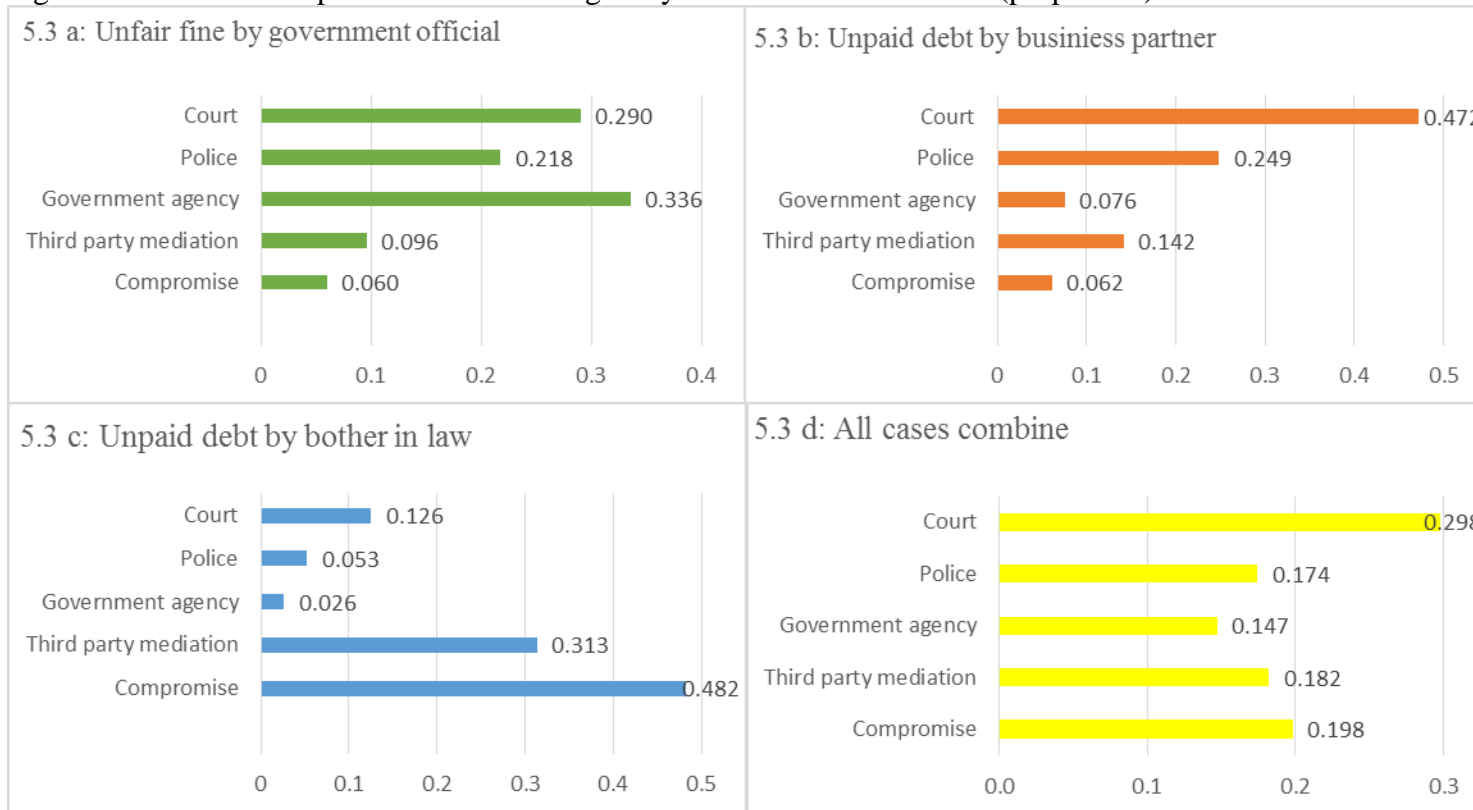 5.3 a: Unfair fine by government official
Court 0.290
Police 0.218
Government agency 0.336
Third party mediation 0.096
Compromise 0.060
0 0.1 0.2 0.3 0.4
5.3 b: Unpaid debt by businiess partner
Court 0.472
Police 0.249
Government agency 0.076
Third party mediation 0.142
Compromise 0.062
0 0.1 0.2 0.3 0.4 0.5
5.3 c: Unpaid debt by bother in law
Court 0.126
Police 0.053
Government agency 0.026
Third party mediation 0.313
Compromise 0.482
0 0.1 0.2 0.3 0.4 0.5
5.3 d: All cases combine
Court 0.298
Police 0.174
Government agency 0.147
Third party mediation 0.182
Compromise 0.198
0.0 0.1 0.2 0.3